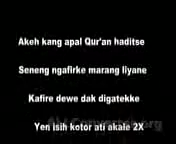 Akeh kang apal Qur'an haditse
Seneng ngafirke marang liyane
Kafire dewe dak digatekke
Yen isih kotor ati akale 2X